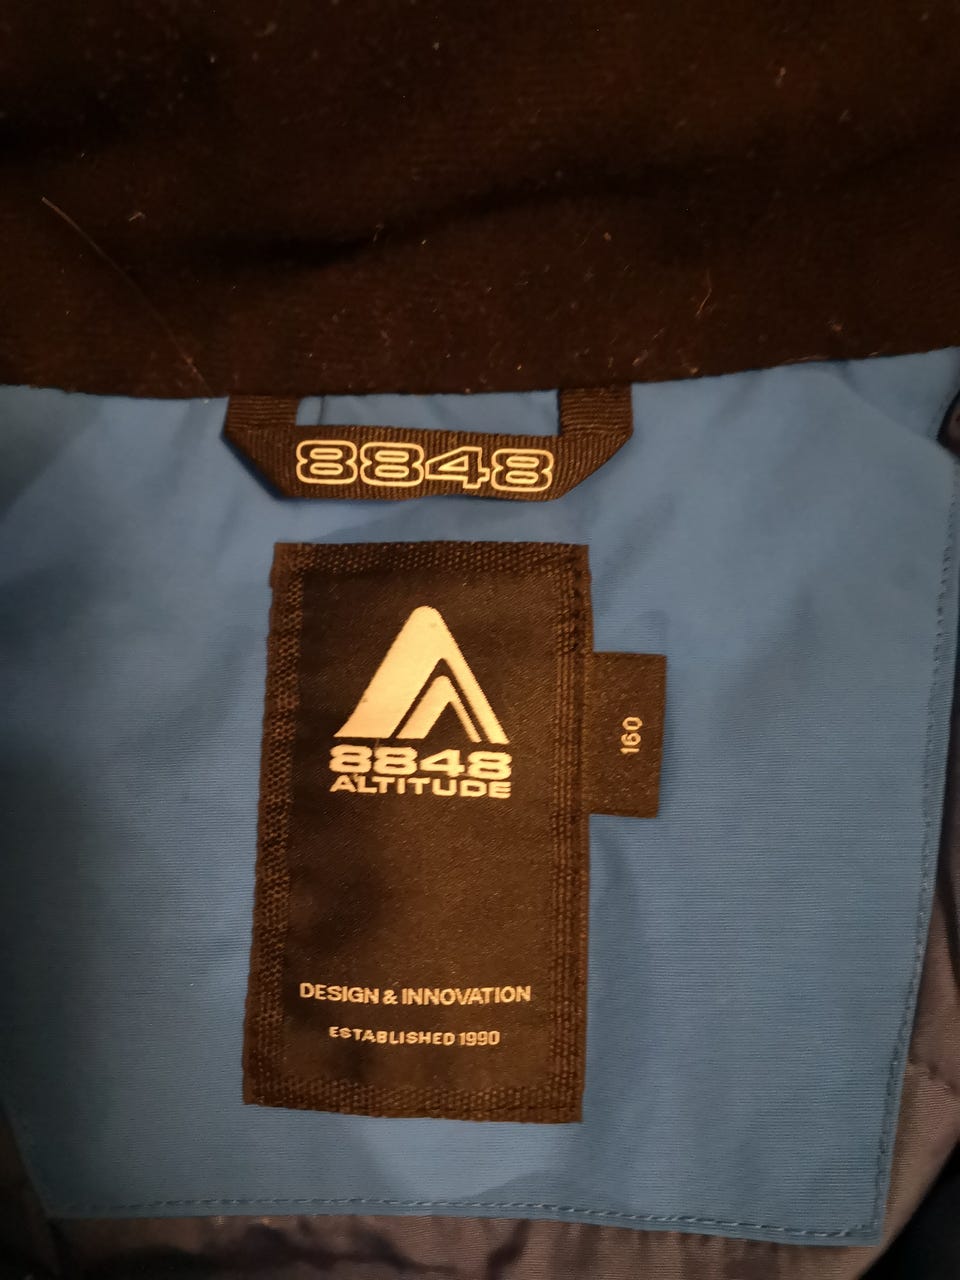 8848
8848
ALTITUDE
160
DESIGN & INNOVATION
ESTABLISHED 1990